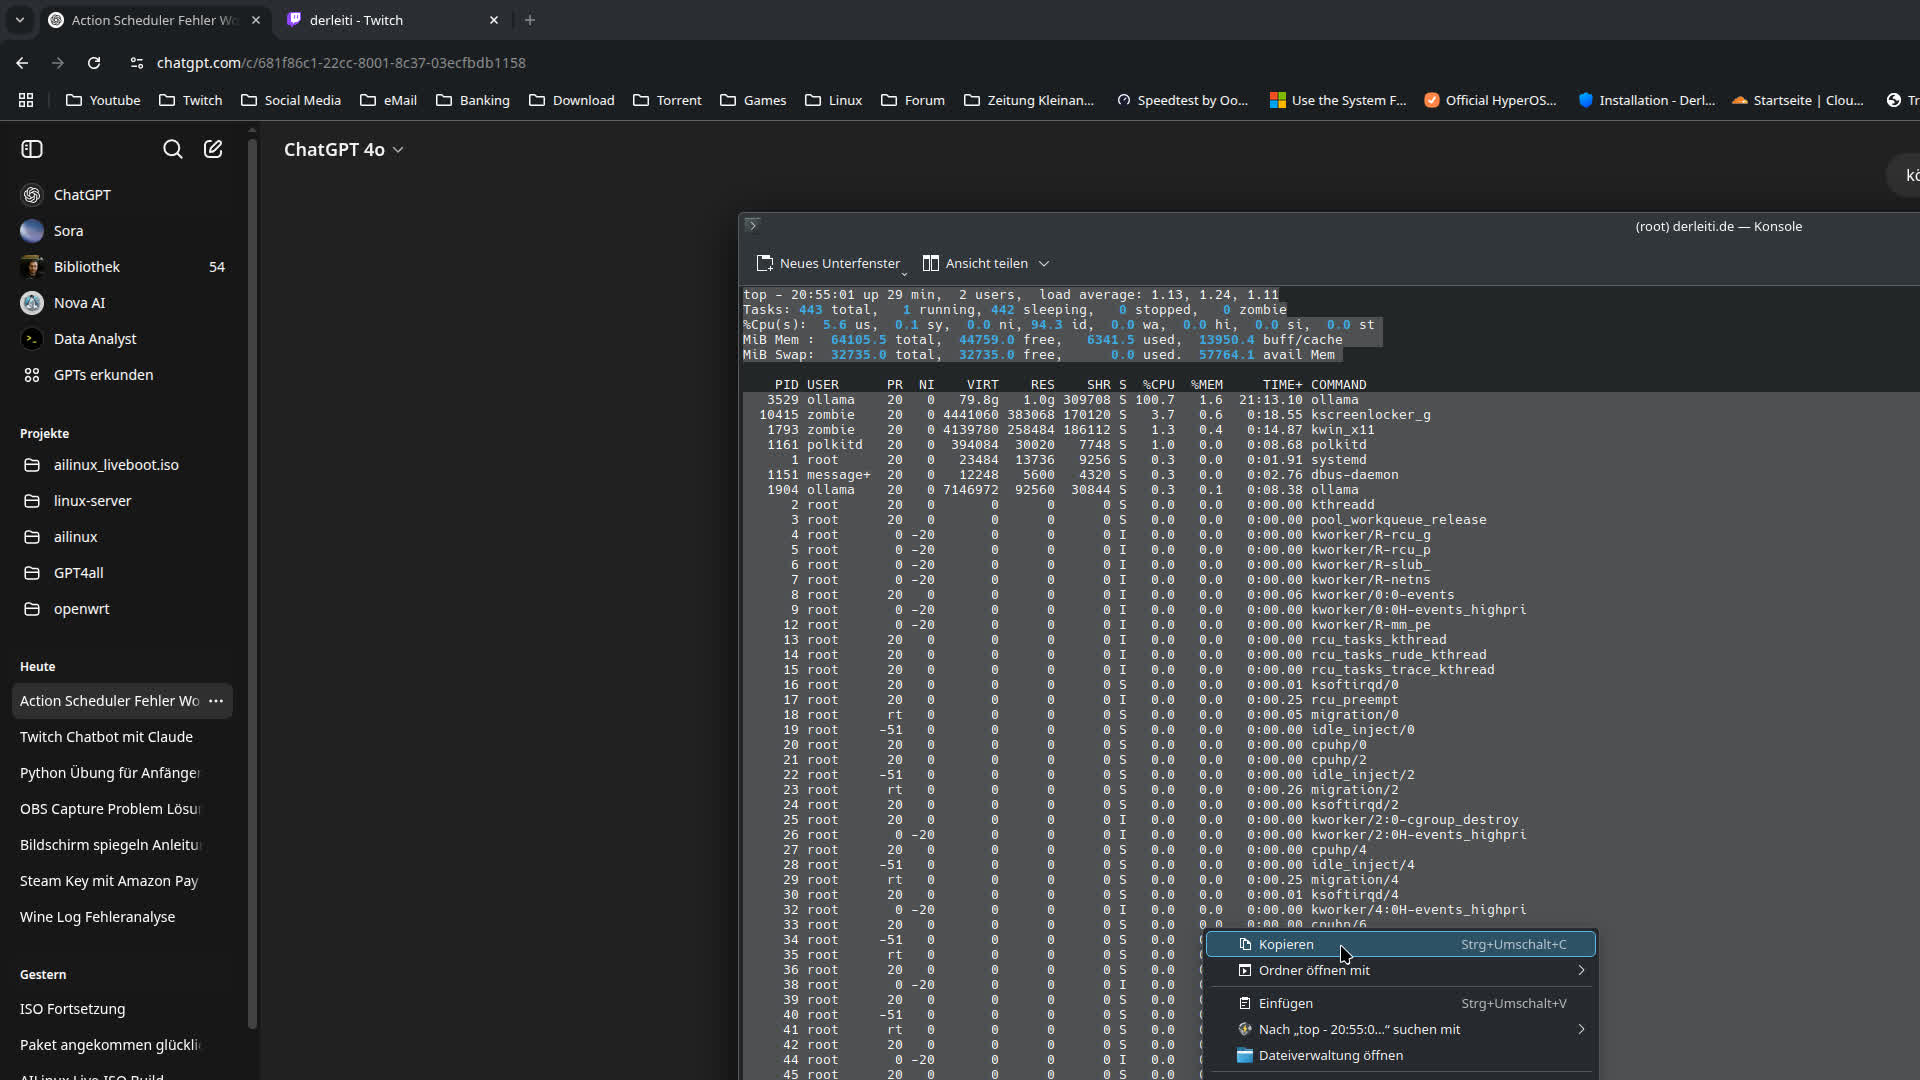 Action Scheduler Fehler Wo
derleiti - Twitch
chatgpt.com/c/681f86c1-22cc-8001-8c37-03ecfbdb1158
Youtube Twitch Social Media eMail Banking Download Torrent Games Linux Forum Zeitung Kleinan... Speedtest by Oo... Use the System F... Official HyperOS... Installation - Derl... Startseite | Clou... Tr
ChatGPT 4o
ChatGPT
Sora
Bibliothek 54
Nova AI
Data Analyst
GPTs erkunden
Projekte
ailinux_liveboot.iso
linux-server
ailinux
GPT4all
openwrt
Heute
Action Scheduler Fehler Wo ...
Twitch Chatbot mit Claude
Python Übung für Anfänger
OBS Capture Problem Lösu
Bildschirm spiegeln Anleitu
Steam Key mit Amazon Pay
Wine Log Fehleranalyse
Gestern
ISO Fortsetzung
Paket angekommen glückli
AILinux Live ISO Build
kö
(root) derleiti.de — Konsole
Neues Unterfenster Ansicht teilen
top - 20:55:01 up 29 min, 2 users, load average: 1.13, 1.24, 1.11
Tasks: 443 total, 1 running, 442 sleeping, 0 stopped, 0 zombie
%Cpu(s): 5.6 us, 0.1 sy, 0.0 ni, 94.3 id, 0.0 wa, 0.0 hi, 0.0 si, 0.0 st
MiB Mem : 64105.5 total, 44759.0 free, 6341.5 used, 13950.4 buff/cache
MiB Swap: 32735.0 total, 32735.0 free, 0.0 used. 57764.1 avail Mem
PID USER PR NI VIRT RES SHR S %CPU %MEM TIME+ COMMAND
3529 ollama 20 0 79.8g 1.0g 309708 S 100.7 1.6 21:13.10 ollama
10415 zombie 20 0 4441060 383068 170120 S 3.7 0.6 0:18.55 kscreenlocker_g
1793 zombie 20 0 4139780 258484 186112 S 1.3 0.4 0:14.87 kwin_x11
1161 polkitd 20 0 394084 30020 7748 S 1.0 0.0 0:08.68 polkitd
1 root 20 0 23484 13736 9256 S 0.3 0.0 0:01.91 systemd
1151 message+ 20 0 12248 5600 4320 S 0.3 0.0 0:02.76 dbus-daemon
1904 ollama 20 0 7146972 92560 30844 S 0.3 0.1 0:08.38 ollama
2 root 20 0 0 0 0 S 0.0 0.0 0:00.00 kthreadd
3 root 20 0 0 0 0 S 0.0 0.0 0:00.00 pool_workqueue_release
4 root 0 -20 0 0 0 I 0.0 0.0 0:00.00 kworker/R-rcu_g
5 root 0 -20 0 0 0 I 0.0 0.0 0:00.00 kworker/R-rcu_p
6 root 0 -20 0 0 0 I 0.0 0.0 0:00.00 kworker/R-slub_
7 root 0 -20 0 0 0 I 0.0 0.0 0:00.00 kworker/R-netns
8 root 20 0 0 0 0 I 0.0 0.0 0:00.06 kworker/0:0-events
9 root 0 -20 0 0 0 I 0.0 0.0 0:00.00 kworker/0:0H-events_highpri
12 root 0 -20 0 0 0 I 0.0 0.0 0:00.00 kworker/R-mm_pe
13 root 20 0 0 0 0 I 0.0 0.0 0:00.00 rcu_tasks_kthread
14 root 20 0 0 0 0 I 0.0 0.0 0:00.00 rcu_tasks_rude_kthread
15 root 20 0 0 0 0 I 0.0 0.0 0:00.00 rcu_tasks_trace_kthread
16 root 20 0 0 0 0 S 0.0 0.0 0:00.01 ksoftirqd/0
17 root 20 0 0 0 0 I 0.0 0.0 0:00.25 rcu_preempt
18 root rt 0 0 0 0 S 0.0 0.0 0:00.05 migration/0
19 root -51 0 0 0 0 S 0.0 0.0 0:00.00 idle_inject/0
20 root 20 0 0 0 0 S 0.0 0.0 0:00.00 cpuhp/0
21 root 20 0 0 0 0 S 0.0 0.0 0:00.00 cpuhp/2
22 root -51 0 0 0 0 S 0.0 0.0 0:00.00 idle_inject/2
23 root rt 0 0 0 0 S 0.0 0.0 0:00.26 migration/2
24 root 20 0 0 0 0 S 0.0 0.0 0:00.00 ksoftirqd/2
25 root 20 0 0 0 0 I 0.0 0.0 0:00.00 kworker/2:0-cgroup_destroy
26 root 0 -20 0 0 0 I 0.0 0.0 0:00.00 kworker/2:0H-events_highpri
27 root 20 0 0 0 0 S 0.0 0.0 0:00.00 cpuhp/4
28 root -51 0 0 0 0 S 0.0 0.0 0:00.00 idle_inject/4
29 root rt 0 0 0 0 S 0.0 0.0 0:00.25 migration/4
30 root 20 0 0 0 0 S 0.0 0.0 0:00.01 ksoftirqd/4
32 root 0 -20 0 0 0 I 0.0 0.0 0:00.00 kworker/4:0H-events_highpri
33 root 20 0 0 0 0 S 0.0 0.0 0:00.00 cpuhp/6
34 root -51 0 0 0 0 S 0.0
35 root rt 0 0 0 0 S 0.0
36 root 20 0 0 0 0 S 0.0
38 root 0 -20 0 0 0 I 0.0
39 root 20 0 0 0 0 S 0.0
40 root -51 0 0 0 0 S 0.0
41 root rt 0 0 0 0 S 0.0
42 root 20 0 0 0 0 S 0.0
44 root 0 -20 0 0 0 I 0.0
45 root 20 0 0 0 0 S 0.0
Kopieren Strg+Umschalt+C
Ordner öffnen mit
Einfügen Strg+Umschalt+V
Nach „top - 20:55:0...“ suchen mit
Dateiverwaltung öffnen